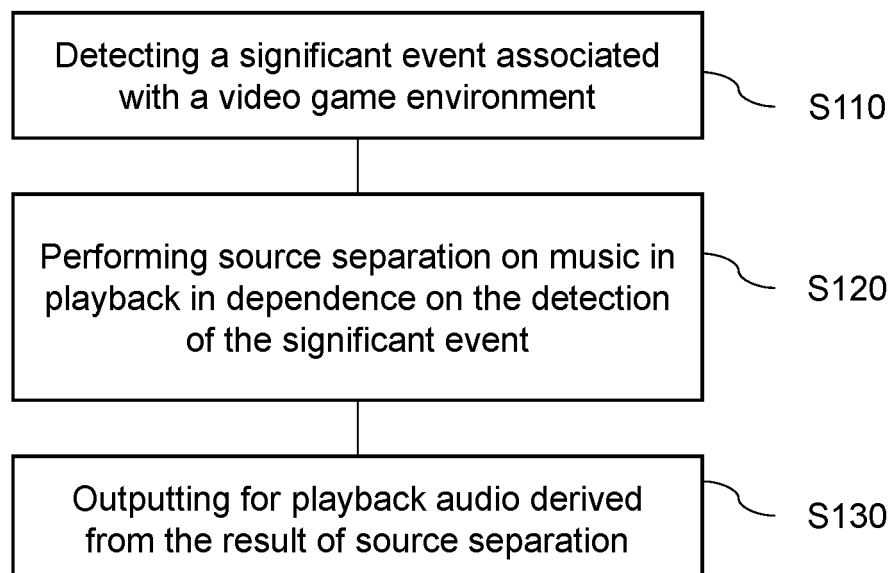 Detecting a significant event associated
with a video game environment
S110
Performing source separation on music in
playback in dependence on the detection
of the significant event
S120
Outputting for playback audio derived
from the result of source separation
S130